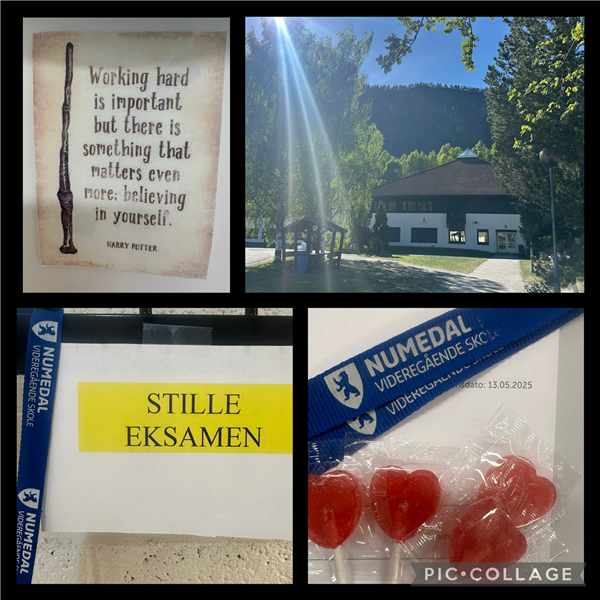 Working hard
is important
but there is
something that
matters even
more: believing
in yourself.
HARRY POTTER
NUMEDAL
VIDEREGÅENDE SKOLE
STILLE
EKSAMEN
NUMEDAL
VIDEREGÅENDE SKOLE
NUMEDAL
VIDEREGÅENDE SKOLE
VIDEREGÅENDE
dato: 13.05.2025
PIC•COLLAGE